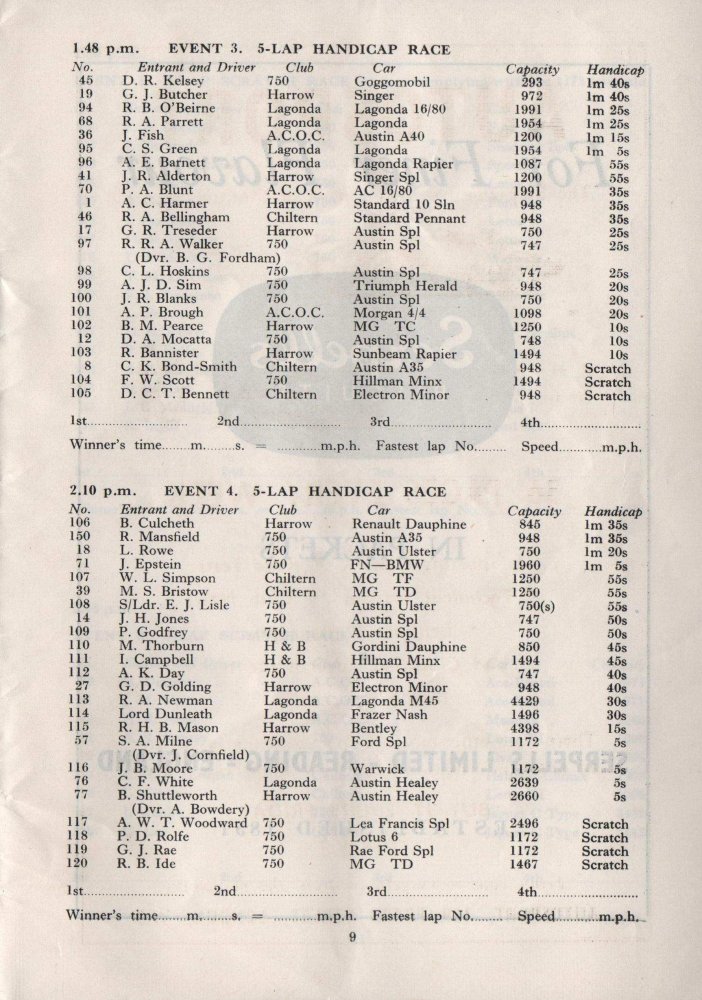 1.48 p.m. EVENT 3. 5-LAP HANDICAP RACE
No. Entrant and Driver Club Car Capacity Handicap
45 D. R. Kelsey 750 Goggomobil 293 1m 40s
19 G. J. Butcher Harrow Singer 972 1m 40s
94 R. B. O'Beirne Lagonda Lagonda 16/80 1991 1m 25s
68 R. A. Parrett Lagonda Lagonda 1954 1m 25s
36 J. Fish A.C.O.C. Austin A40 1200 1m 15s
95 C. S. Green Lagonda Lagonda 1954 1m 5s
96 A. E. Barnett Lagonda Lagonda Rapier 1087 55s
41 J. R. Alderton Harrow Singer Spl 1200 55s
70 P. A. Blunt A.C.O.C. AC 16/80 1991 35s
1 A. C. Harmer Harrow Standard 10 Sln 948 35s
46 R. A. Bellingham Chiltern Standard Pennant 948 35s
17 G. R. Treseder Harrow Austin Spl 750 25s
97 R. R. A. Walker 750 Austin Spl 747 25s
(Dvr. B. G. Fordham)
98 C. L. Hoskins 750 Austin Spl 747 25s
99 A. J. D. Sim 750 Triumph Herald 948 20s
100 J. R. Blanks 750 Austin Spl 750 20s
101 A. P. Brough A.C.O.C. Morgan 4/4 1098 20s
102 B. M. Pearce Harrow MG TC 1250 10s
12 D. A. Mocatta 750 Austin Spl 748 10s
103 R. Bannister Harrow Sunbeam Rapier 1494 10s
8 C. K. Bond-Smith Chiltern Austin A35 948 Scratch
104 F. W. Scott 750 Hillman Minx 1494 Scratch
105 D. C. T. Bennett Chiltern Electron Minor 948 Scratch
1st.......................... 2nd.......................... 3rd.......................... 4th..........................
Winner's time........m.......s. = ............m.p.h. Fastest lap No......... Speed............m.p.h.
2.10 p.m. EVENT 4. 5-LAP HANDICAP RACE
No. Entrant and Driver Club Car Capacity Handicap
106 B. Culcheth Harrow Renault Dauphine 845 1m 35s
150 R. Mansfield 750 Austin A35 948 1m 35s
18 L. Rowe 750 Austin Ulster 750 1m 20s
71 J. Epstein 750 FN—BMW 1960 1m 5s
107 W. L. Simpson Chiltern MG TF 1250 55s
39 M. S. Bristow Chiltern MG TD 1250 55s
108 S/Ldr. E. J. Lisle 750 Austin Ulster 750(s) 55s
14 J. H. Jones 750 Austin Spl 747 50s
109 P. Godfrey 750 Austin Spl 750 50s
110 M. Thorburn H & B Gordini Dauphine 850 45s
111 I. Campbell H & B Hillman Minx 1494 45s
112 A. K. Day 750 Austin Spl 747 40s
27 G. D. Golding Harrow Electron Minor 948 40s
113 R. A. Newman Lagonda Lagonda M45 4429 30s
114 Lord Dunleath Lagonda Frazer Nash 1496 30s
115 R. H. B. Mason Harrow Bentley 4398 15s
57 S. A. Milne 750 Ford Spl 1172 5s
(Dvr. J. Cornfield)
116 J. B. Moore 750 Warwick 1172 5s
76 C. F. White Lagonda Austin Healey 2639 5s
77 B. Shuttleworth Harrow Austin Healey 2660 5s
(Dvr. A. Bowdery)
117 A. W. T. Woodward 750 Lea Francis Spl 2496 Scratch
118 P. D. Rolfe 750 Lotus 6 1172 Scratch
119 G. J. Rae 750 Rae Ford Spl 1172 Scratch
120 R. B. Ide 750 MG TD 1467 Scratch
1st.......................... 2nd.......................... 3rd.......................... 4th..........................
Winner's time........m.......s. = ............m.p.h. Fastest lap No......... Speed............m.p.h.
9